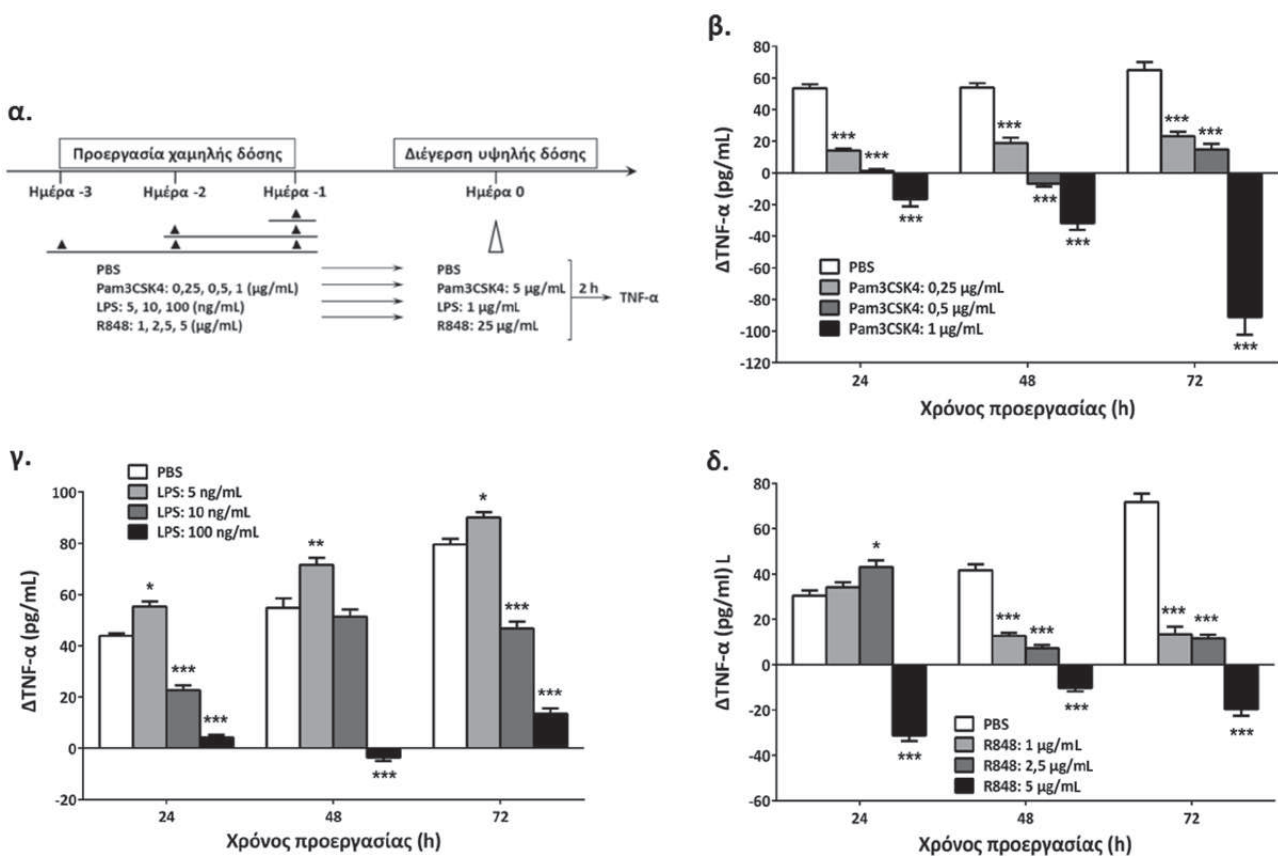 α.
Προεργασία χαμηλής δόσης
Διέγερση υψηλής δόσης
Ημέρα -3 Ημέρα -2 Ημέρα -1 Ημέρα 0
PBS PBS
Pam3CSK4: 0,25, 0,5, 1 (μg/mL) Pam3CSK4: 5 μg/mL
LPS: 5, 10, 100 (ng/mL) LPS: 1 μg/mL
R848: 1, 2,5, 5 (μg/mL) R848: 25 μg/mL
2 h
TNF-α
β.
ΔTNF-α (pg/mL)
80
60
40
20
0
-20
-40
-60
-80
-100
-120
*** *** ***
*** *** ***
*** *** ***
PBS
Pam3CSK4: 0,25 μg/mL
Pam3CSK4: 0,5 μg/mL
Pam3CSK4: 1 μg/mL
24 48 72
Χρόνος προεργασίας (h)
γ.
PBS
LPS: 5 ng/mL
LPS: 10 ng/mL
LPS: 100 ng/mL
ΔTNF-α (pg/mL)
100
80
60
40
20
0
-20
* *** ***
** ***
* *** ***
24 48 72
Χρόνος προεργασίας (h)
δ.
ΔTNF-α (pg/ml) L
80
60
40
20
0
-20
-40
-60
* ***
*** *** ***
*** *** ***
PBS
R848: 1 μg/mL
R848: 2,5 μg/mL
R848: 5 μg/mL
24 48 72
Χρόνος προεργασίας (h)